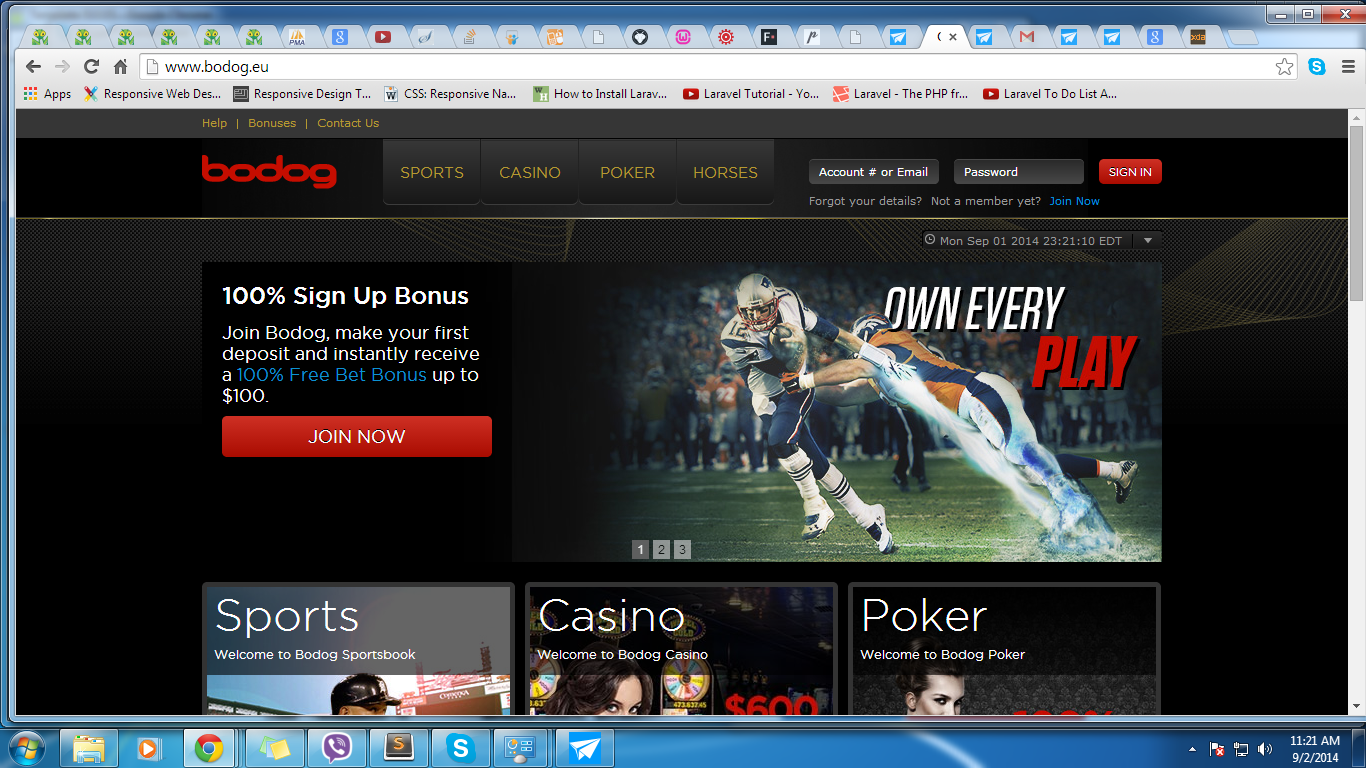 www.bodog.eu
Apps
Responsive Web Des...
Responsive Design T...
CSS: Responsive Na...
How to Install Larav...
Laravel Tutorial - Yo...
Laravel - The PHP fr...
Laravel To Do List A...
Help | Bonuses | Contact Us
bodog
SPORTS
CASINO
POKER
HORSES
Account # or Email
Password
SIGN IN
Forgot your details? Not a member yet? Join Now
Mon Sep 01 2014 23:21:10 EDT
100% Sign Up Bonus
Join Bodog, make your first
deposit and instantly receive
a 100% Free Bet Bonus up to
$100.
JOIN NOW
OWN EVERY
PLAY
12
1 2 3
Sports
Welcome to Bodog Sportsbook
Casino
Welcome to Bodog Casino
$600
Poker
Welcome to Bodog Poker
11:21 AM
9/2/2014